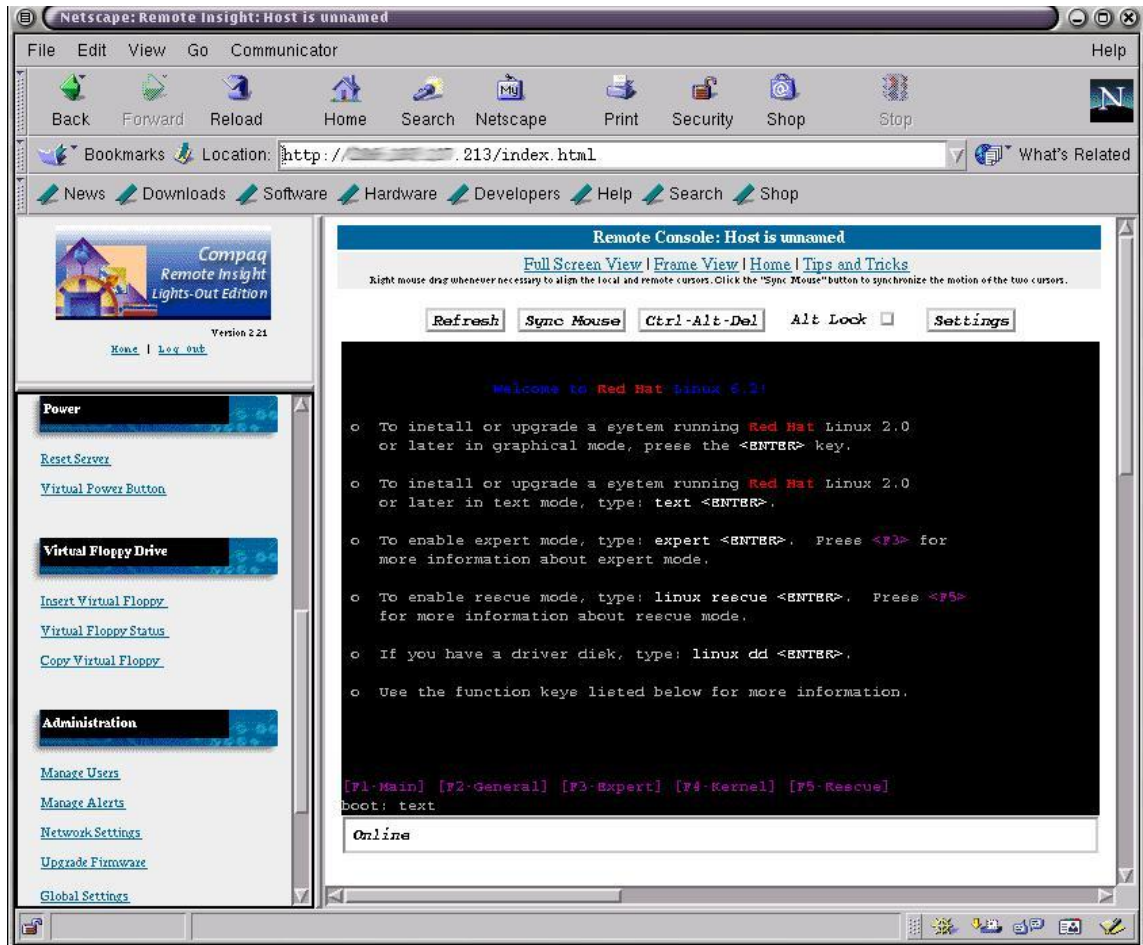 Netscape: Remote Insight: Host is unnamed
File Edit View Go Communicator Help
Back Forward Reload Home Search Netscape Print Security Shop Stop
My
N
Bookmarks Location: http:// .213/index.html What's Related
News Downloads Software Hardware Developers Help Search Shop
Compaq
Remote Insight
Lights-Out Edition
Version 2.21
Home | Log out
Power
Reset Server
Virtual Power Button
Virtual Floppy Drive
Insert Virtual Floppy
Virtual Floppy Status
Copy Virtual Floppy
Administration
Manage Users
Manage Alerts
Network Settings
Upgrade Firmware
Global Settings
Remote Console: Host is unnamed
Full Screen View | Frame View | Home | Tips and Tricks
Right mouse drag whenever necessary to align the local and remote cursors. Click the "Sync Mouse" button to synchronize the motion of the two cursors.
Refresh Sync Mouse Ctrl-Alt-Del Alt Lock Settings
Welcome to Red Hat Linux 6.2!
o To install or upgrade a system running Red Hat Linux 2.0
or later in graphical mode, press the <ENTER> key.
o To install or upgrade a system running Red Hat Linux 2.0
or later in text mode, type: text <ENTER>.
o To enable expert mode, type: expert <ENTER>. Press <F3> for
more information about expert mode.
o To enable rescue mode, type: linux rescue <ENTER>. Press <F5>
for more information about rescue mode.
o If you have a driver disk, type: linux dd <ENTER>.
o Use the function keys listed below for more information.
[F1-Main] [F2-General] [F3-Expert] [F4-Kernel] [F5-Rescue]
boot: text
Online